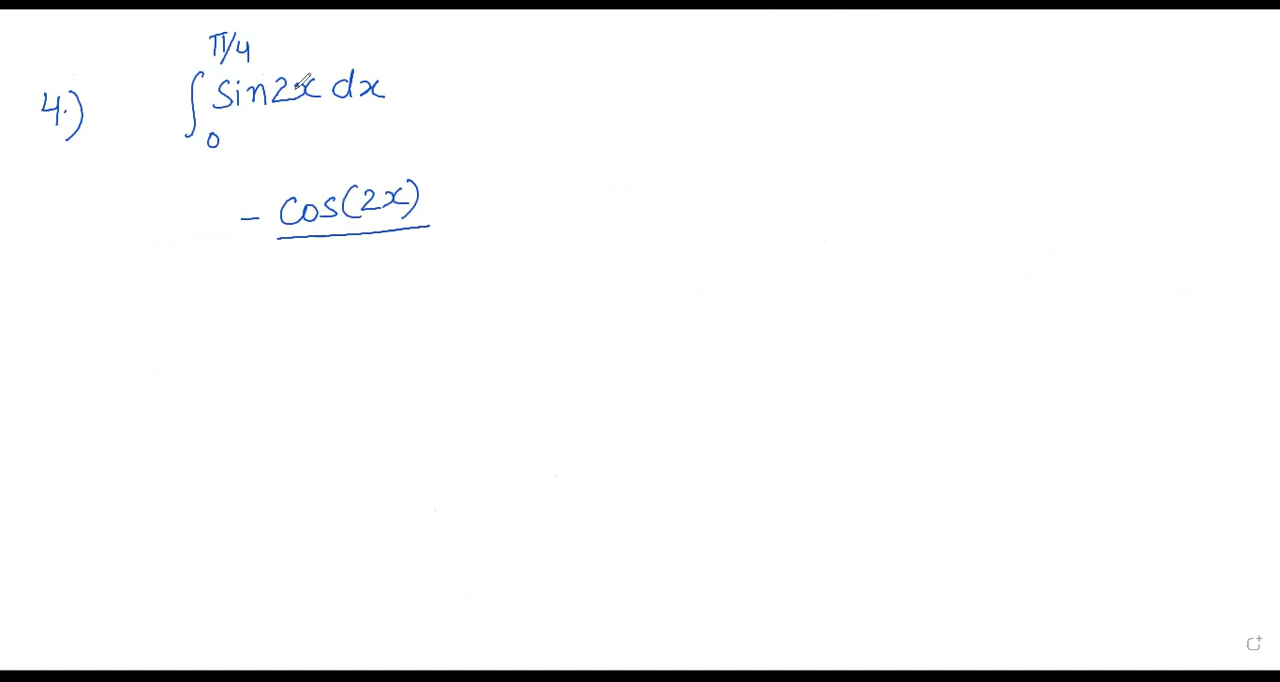 4.) ∫₀^π/4 sin2x dx
- cos(2x)